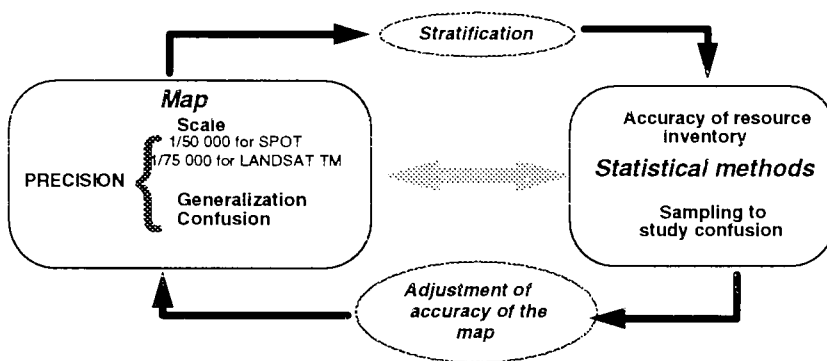 Stratification
Map
Scale
1/50 000 for SPOT
1/75 000 for LANDSAT TM
PRECISION
Generalization
Confusion
Accuracy of resource
inventory
Statistical methods
Sampling to
study confusion
Adjustment of
accuracy of the
map